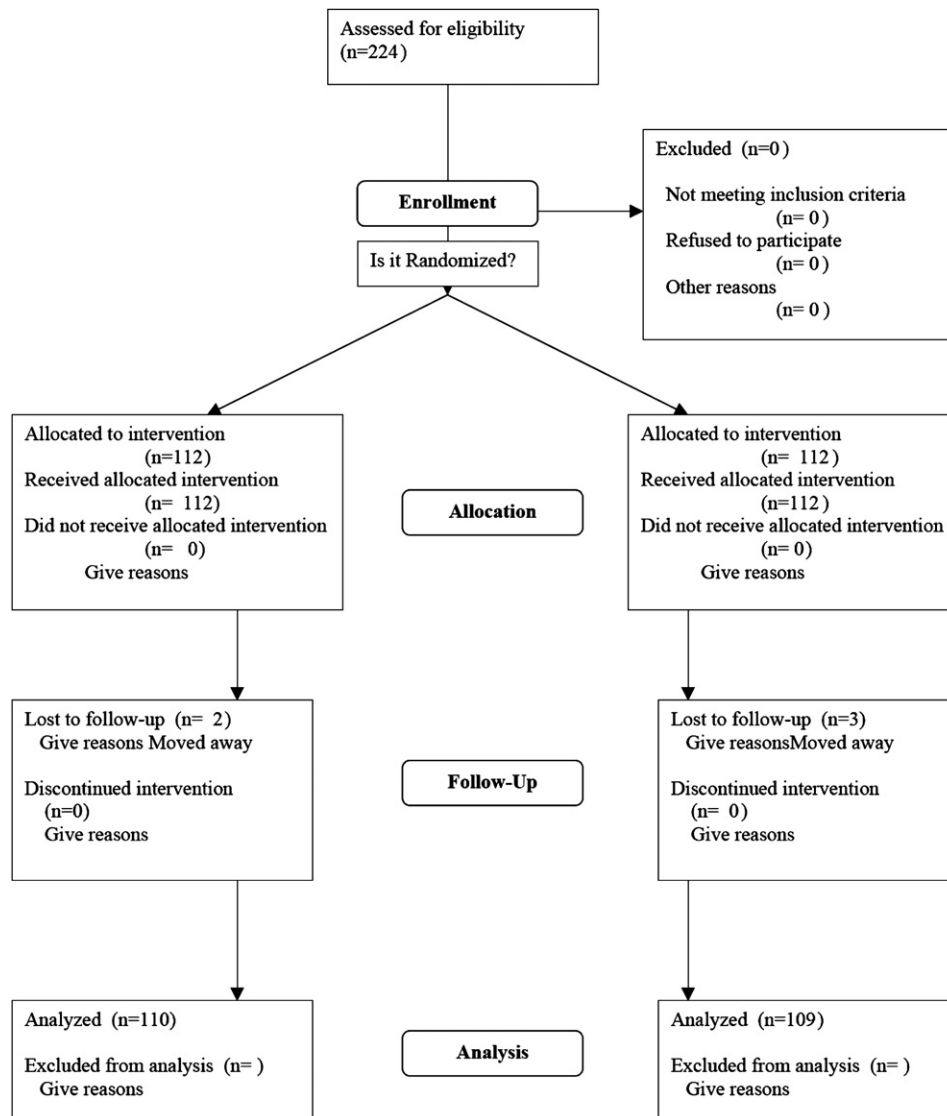 Assessed for eligibility
(n=224)
Excluded (n=0)
Not meeting inclusion criteria
(n= 0)
Refused to participate
(n= 0)
Other reasons
(n= 0)
Enrollment
Is it Randomized?
Allocated to intervention
(n=112)
Received allocated intervention
(n= 112)
Did not receive allocated intervention
(n= 0)
Give reasons
Allocation
Allocated to intervention
(n= 112)
Received allocated intervention
(n=112)
Did not receive allocated intervention
(n= 0)
Give reasons
Lost to follow-up (n= 2)
Give reasons Moved away
Discontinued intervention
(n=0)
Give reasons
Follow-Up
Lost to follow-up (n=3)
Give reasonsMoved away
Discontinued intervention
(n= 0)
Give reasons
Analyzed (n=110)
Excluded from analysis (n= )
Give reasons
Analysis
Analyzed (n=109)
Excluded from analysis (n= )
Give reasons